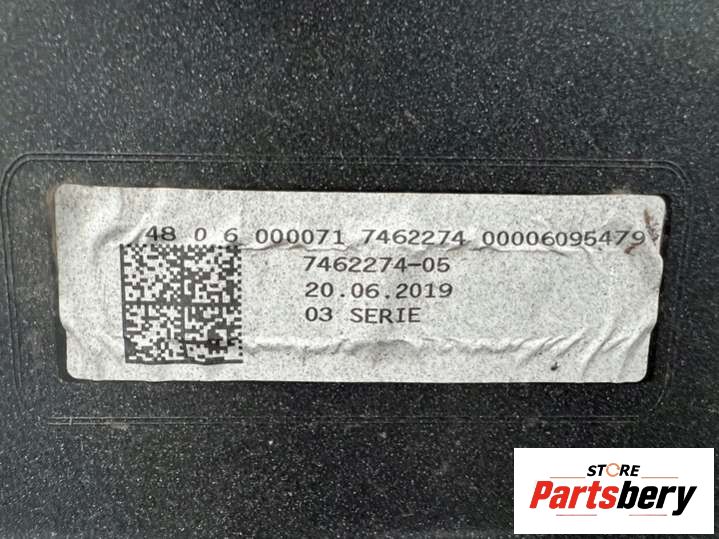 48 0 6 000071 7462274 00006095479
7462274-05
20.06.2019
03 SERIE
STORE
Partsbery